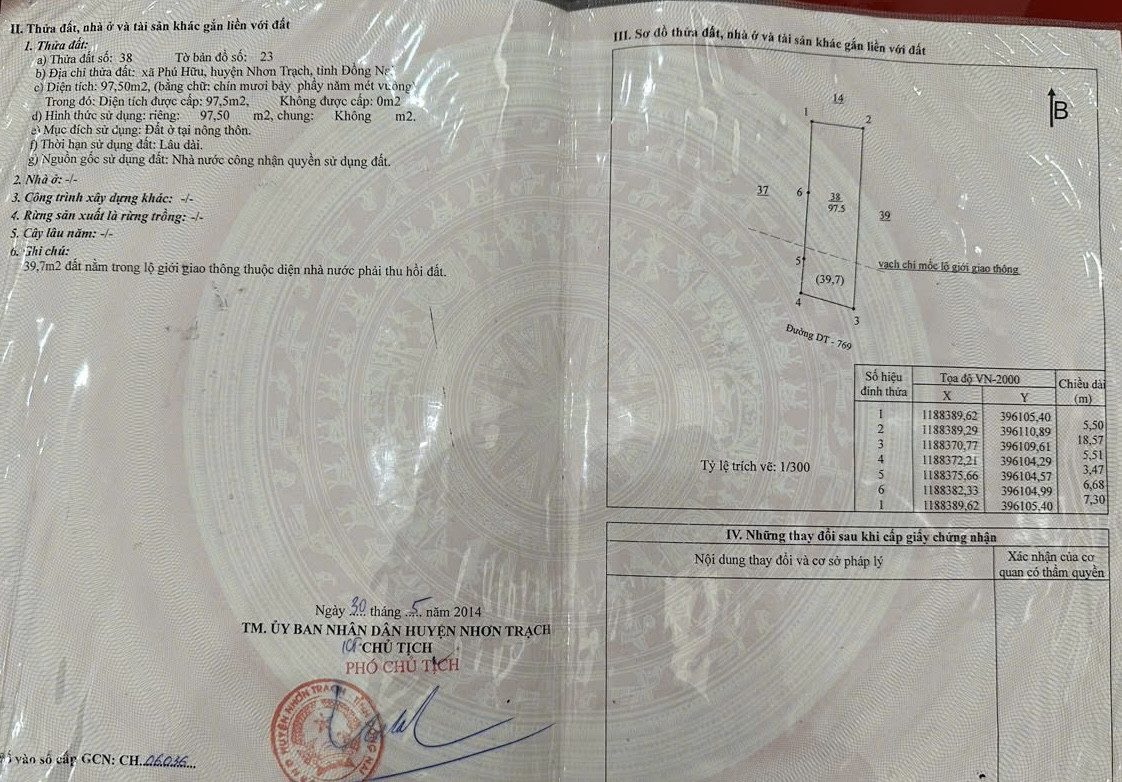 II. Thửa đất, nhà ở và tài sản khác gắn liền với đất
1. Thửa đất:
a) Thửa đất số: 38 Tờ bản đồ số: 23
b) Địa chỉ thửa đất: xã Phú Hữu, huyện Nhơn Trạch, tỉnh Đồng Nai
c) Diện tích: 97,50m2, (bằng chữ: chín mươi bảy phẩy năm mét vuông)
Trong đó: Diện tích được cấp: 97,5m2, Không được cấp: 0m2
d) Hình thức sử dụng: riêng: 97,50 m2, chung: Không m2.
e) Mục đích sử dụng: Đất ở tại nông thôn.
f) Thời hạn sử dụng đất: Lâu dài.
g) Nguồn gốc sử dụng đất: Nhà nước công nhận quyền sử dụng đất.
2. Nhà ở: -/-
3. Công trình xây dựng khác: -/-
4. Rừng sản xuất là rừng trồng: -/-
5. Cây lâu năm: -/-
6. Ghi chú:
39,7m2 đất nằm trong lộ giới giao thông thuộc diện nhà nước phải thu hồi đất.
Ngày 30 tháng 5 năm 2014
TM. ỦY BAN NHÂN DÂN HUYỆN NHƠN TRẠCH
KT. CHỦ TỊCH
PHÓ CHỦ TỊCH
HUYỆN NHƠN TRẠCH
vào sổ cấp GCN: CH 06036
III. Sơ đồ thửa đất, nhà ở và tài sản khác gắn liền với đất
14
B
1
2
37
6
38
97.5
39
5
vạch chỉ mốc lộ giới giao thông
(39,7)
4
3
Đường DT - 769
Số hiệu đỉnh thửa Tọa độ VN-2000 Chiều dài (m)
X Y
1 1188389,62 396105,40
5,50
2 1188389,29 396110,89
18,57
3 1188370,77 396109,61
5,51
4 1188372,21 396104,29
3,47
5 1188375,66 396104,57
6,68
6 1188382,33 396104,99
7,30
1 1188389,62 396105,40
Tỷ lệ trích vẽ: 1/300
IV. Những thay đổi sau khi cấp giấy chứng nhận
Nội dung thay đổi và cơ sở pháp lý
Xác nhận của cơ
quan có thẩm quyền